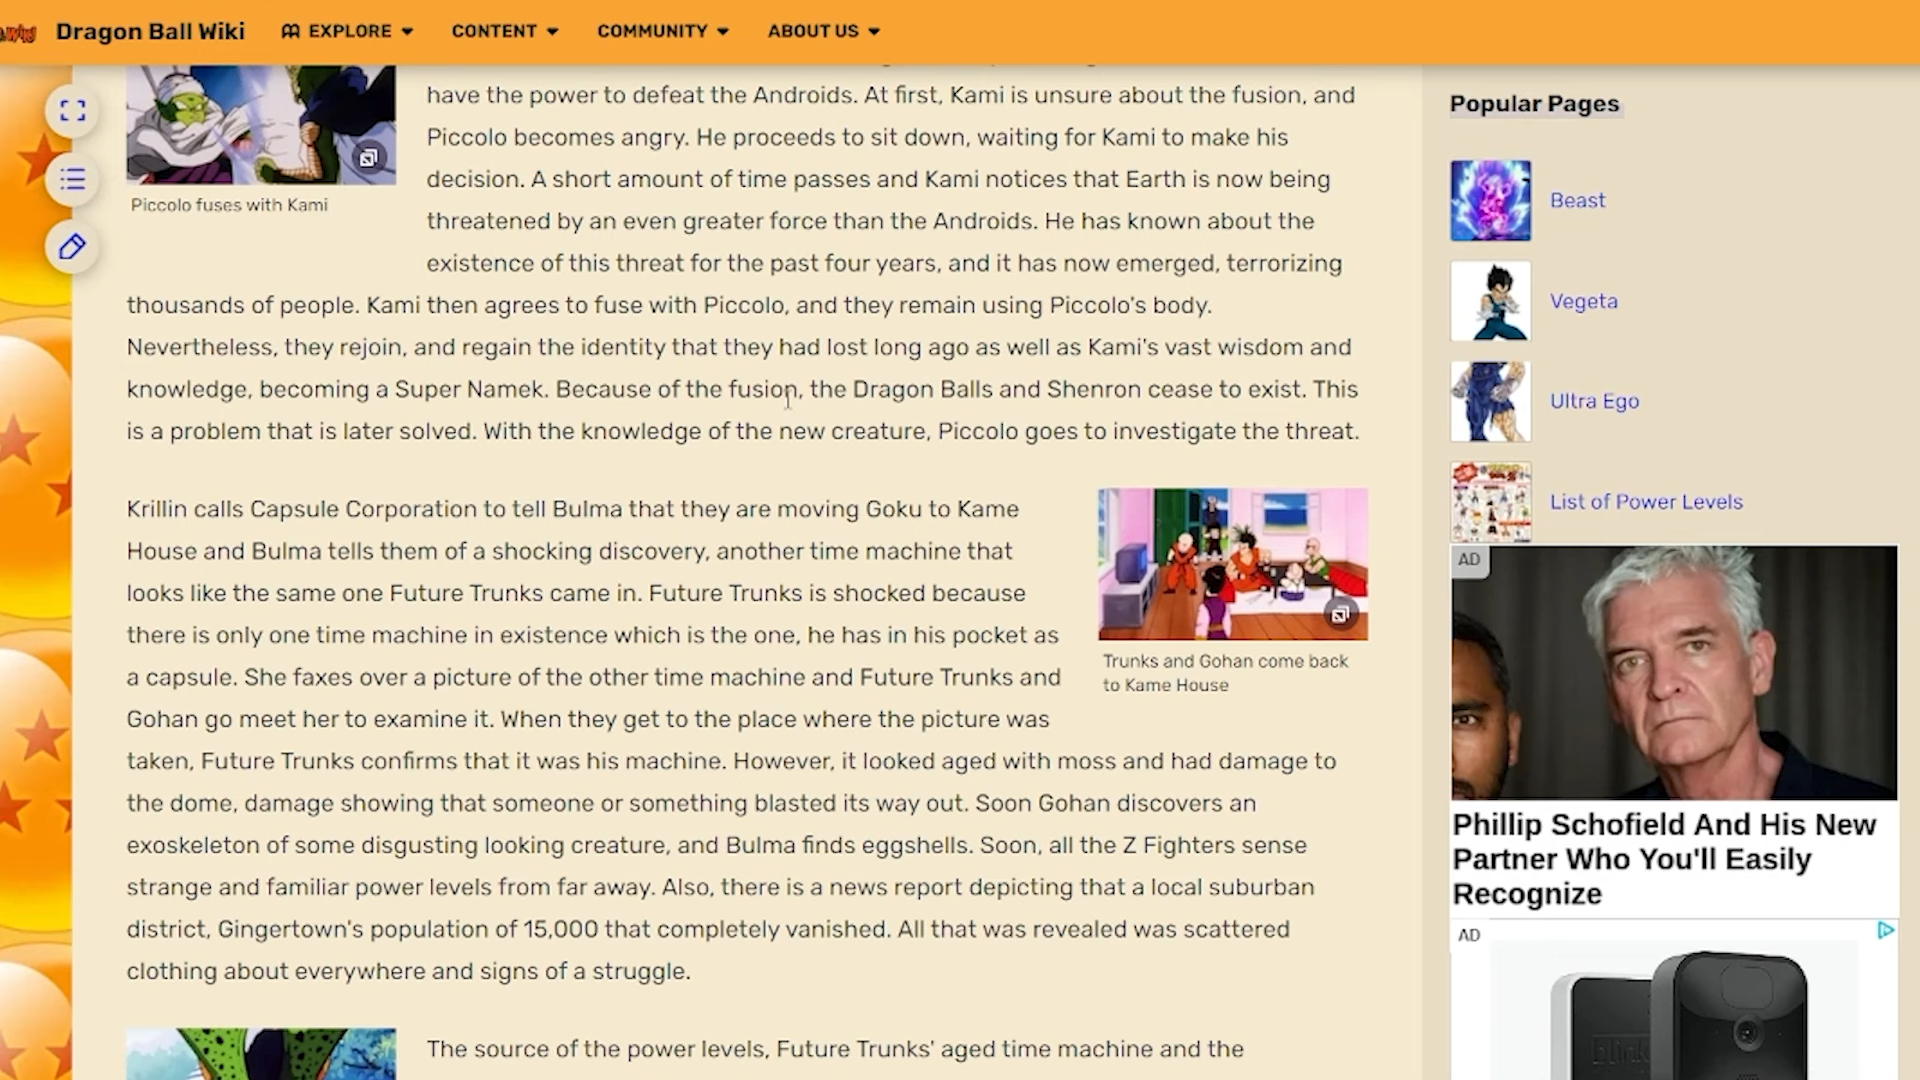 Dragon Ball Wiki
EXPLORE
CONTENT
COMMUNITY
ABOUT US
have the power to defeat the Androids. At first, Kami is unsure about the fusion, and
Piccolo becomes angry. He proceeds to sit down, waiting for Kami to make his
decision. A short amount of time passes and Kami notices that Earth is now being
threatened by an even greater force than the Androids. He has known about the
existence of this threat for the past four years, and it has now emerged, terrorizing
thousands of people. Kami then agrees to fuse with Piccolo, and they remain using Piccolo's body.
Nevertheless, they rejoin, and regain the identity that they had lost long ago as well as Kami's vast wisdom and
knowledge, becoming a Super Namek. Because of the fusion, the Dragon Balls and Shenron cease to exist. This
is a problem that is later solved. With the knowledge of the new creature, Piccolo goes to investigate the threat.
Piccolo fuses with Kami
Krillin calls Capsule Corporation to tell Bulma that they are moving Goku to Kame
House and Bulma tells them of a shocking discovery, another time machine that
looks like the same one Future Trunks came in. Future Trunks is shocked because
there is only one time machine in existence which is the one, he has in his pocket as
a capsule. She faxes over a picture of the other time machine and Future Trunks and
Gohan go meet her to examine it. When they get to the place where the picture was
taken, Future Trunks confirms that it was his machine. However, it looked aged with moss and had damage to
the dome, damage showing that someone or something blasted its way out. Soon Gohan discovers an
exoskeleton of some disgusting looking creature, and Bulma finds eggshells. Soon, all the Z Fighters sense
strange and familiar power levels from far away. Also, there is a news report depicting that a local suburban
district, Gingertown's population of 15,000 that completely vanished. All that was revealed was scattered
clothing about everywhere and signs of a struggle.
Trunks and Gohan come back
to Kame House
The source of the power levels, Future Trunks' aged time machine and the
Popular Pages
Beast
Vegeta
Ultra Ego
List of Power Levels
AD
Phillip Schofield And His New
Partner Who You'll Easily
Recognize
AD
blink